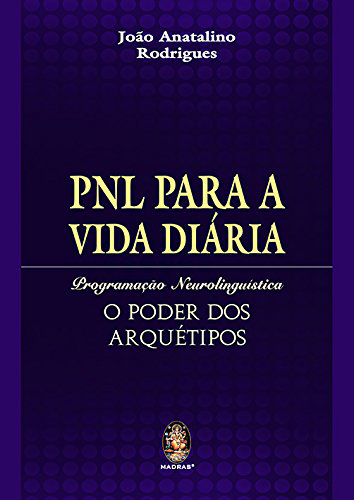 João Anatalino
Rodrigues
PNL PARA A
VIDA DIÁRIA
Programação Neurolinguística
O PODER DOS
ARQUÉTIPOS
MADRAS®